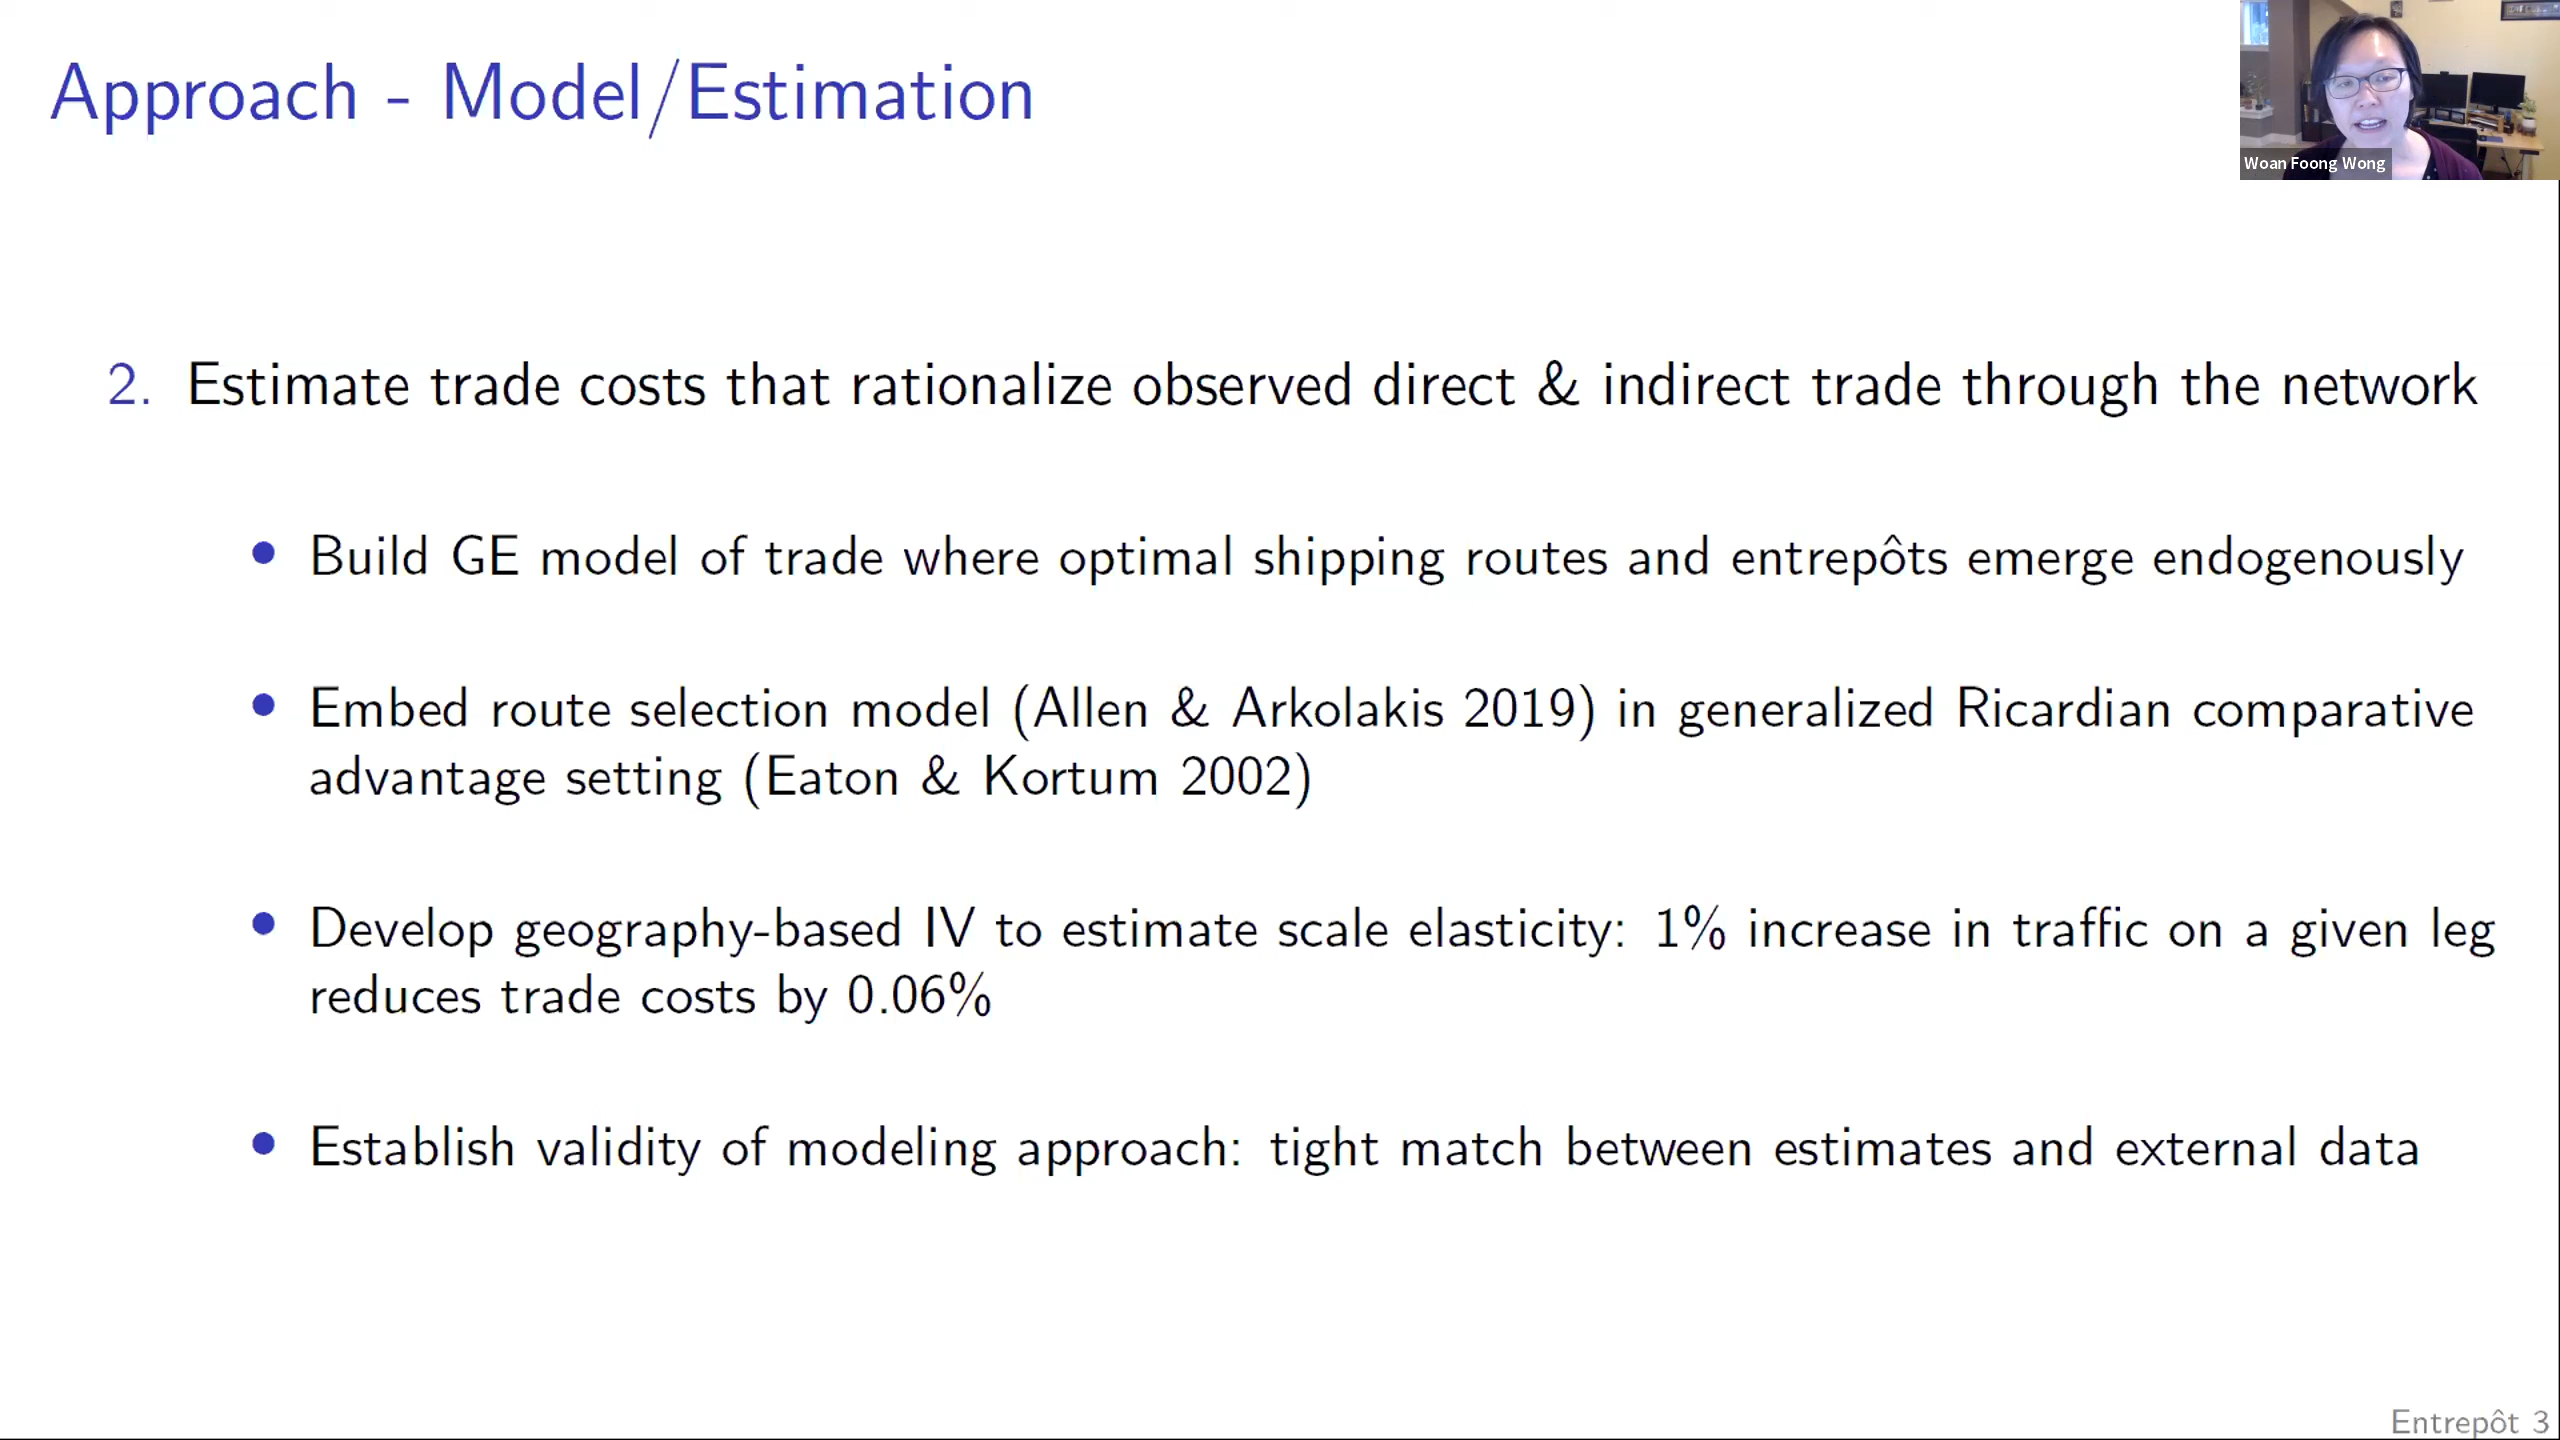 Approach - Model/Estimation
Woan Foong Wong
2. Estimate trade costs that rationalize observed direct & indirect trade through the network
• Build GE model of trade where optimal shipping routes and entrepôts emerge endogenously
• Embed route selection model (Allen & Arkolakis 2019) in generalized Ricardian comparative
advantage setting (Eaton & Kortum 2002)
• Develop geography-based IV to estimate scale elasticity: 1% increase in traffic on a given leg
reduces trade costs by 0.06%
• Establish validity of modeling approach: tight match between estimates and external data
Entrepôt 3